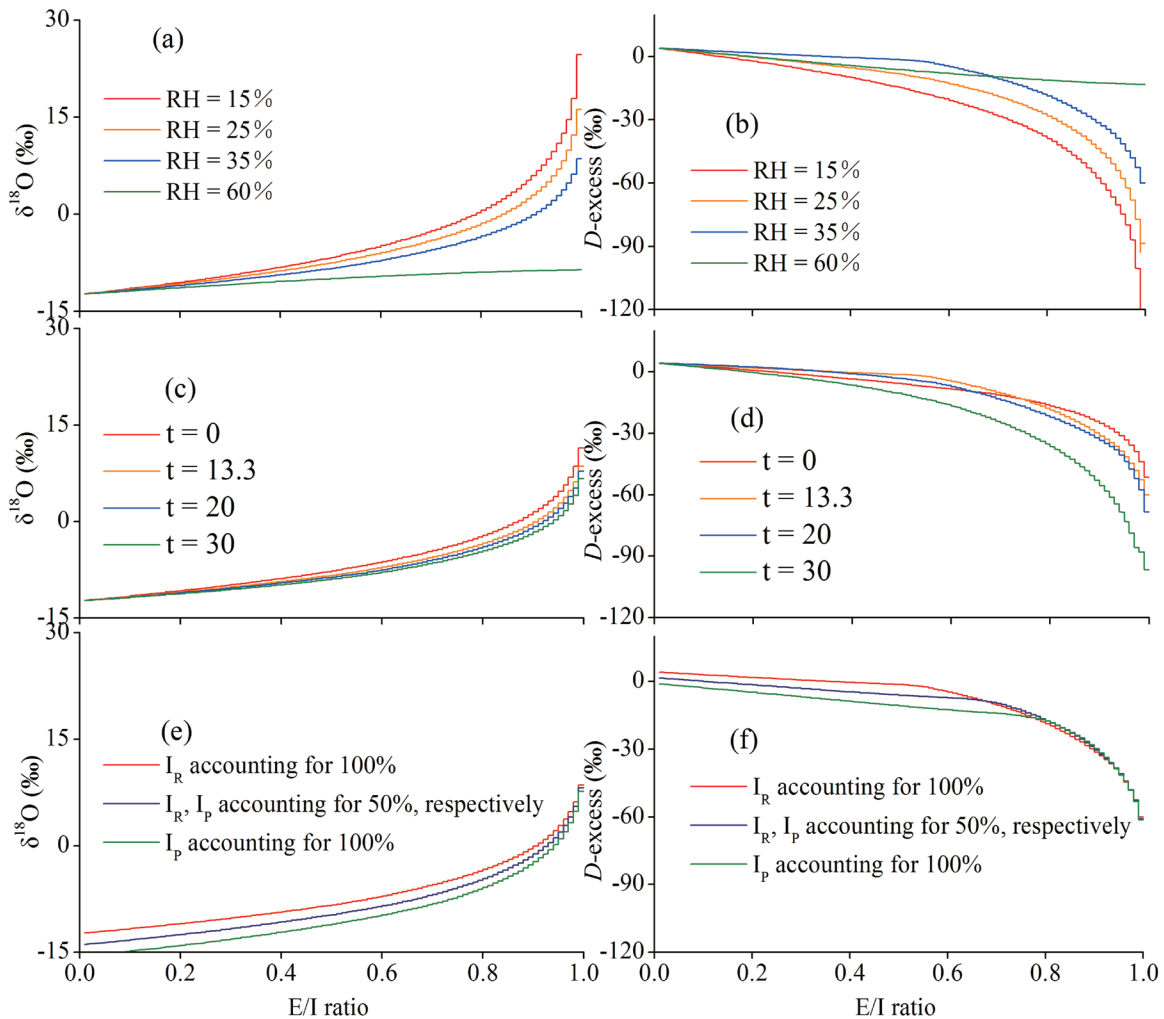 30
15
0
-15
δ18O (‰)
(a)
RH = 15%
RH = 25%
RH = 35%
RH = 60%
0
-30
-60
-90
-120
D-excess (‰)
(b)
RH = 15%
RH = 25%
RH = 35%
RH = 60%
30
15
0
-15
δ18O (‰)
(c)
t = 0
t = 13.3
t = 20
t = 30
0
-30
-60
-90
-120
D-excess (‰)
(d)
t = 0
t = 13.3
t = 20
t = 30
30
15
0
-15
δ18O (‰)
(e)
IR accounting for 100%
IR, IP accounting for 50%, respectively
IP accounting for 100%
0.0 0.2 0.4 0.6 0.8 1.0
E/I ratio
0
-30
-60
-90
-120
D-excess (‰)
(f)
IR accounting for 100%
IR, IP accounting for 50%, respectively
IP accounting for 100%
0.0 0.2 0.4 0.6 0.8 1.0
E/I ratio